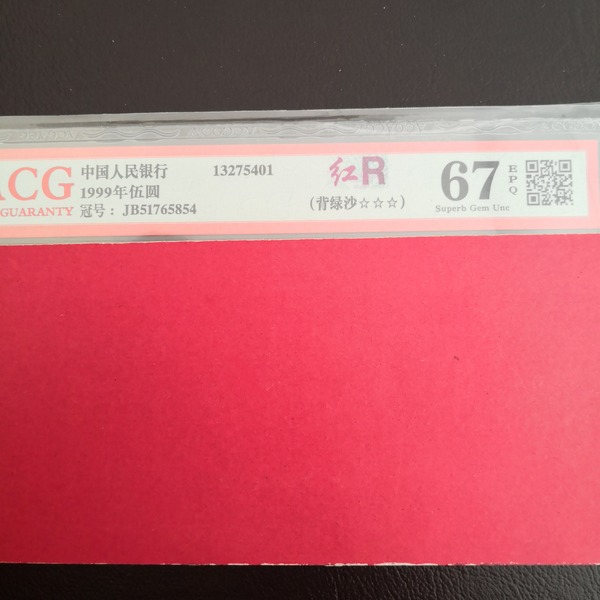 ACG
GUARANTY
中国人民银行
1999年伍圆
冠号：JB51765854
13275401
红R
(背绿沙☆☆☆)
67
EPQ
Superb Gem Unc